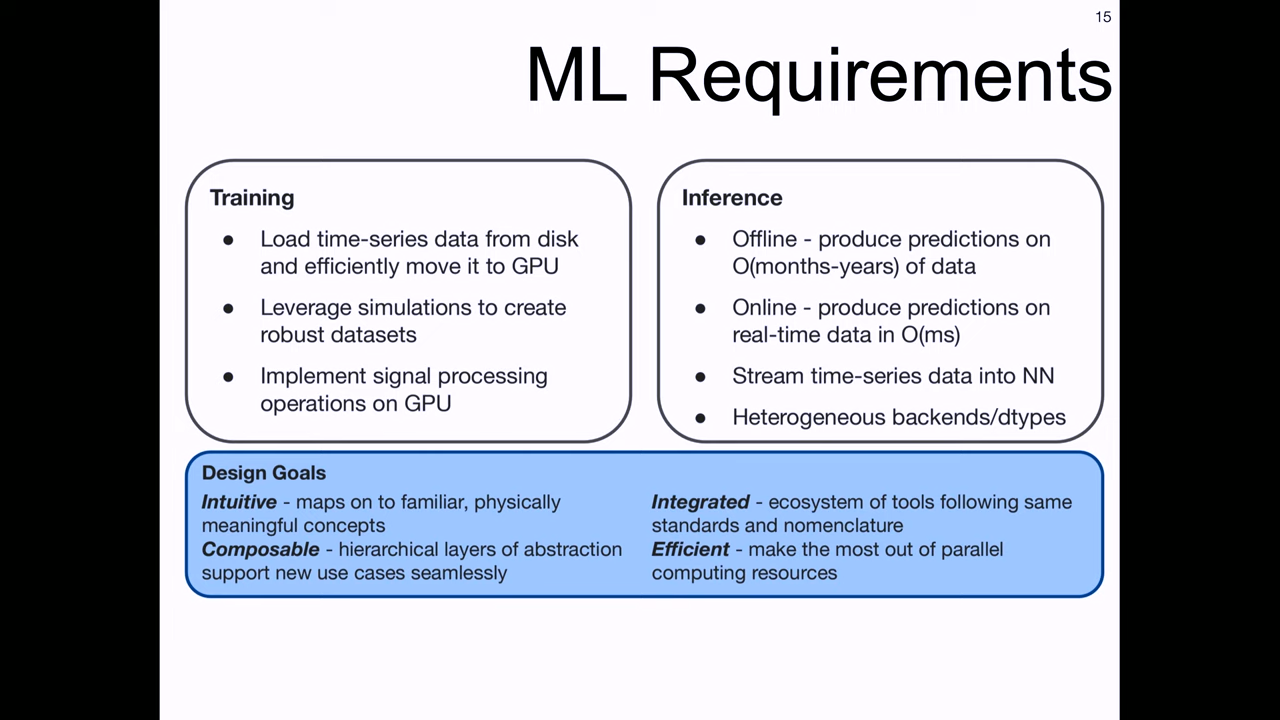 15
ML Requirements
Training
● Load time-series data from disk
and efficiently move it to GPU
● Leverage simulations to create
robust datasets
● Implement signal processing
operations on GPU
Inference
● Offline - produce predictions on
O(months-years) of data
● Online - produce predictions on
real-time data in O(ms)
● Stream time-series data into NN
● Heterogeneous backends/dtypes
Design Goals
Intuitive - maps on to familiar, physically
meaningful concepts
Composable - hierarchical layers of abstraction
support new use cases seamlessly
Integrated - ecosystem of tools following same
standards and nomenclature
Efficient - make the most out of parallel
computing resources